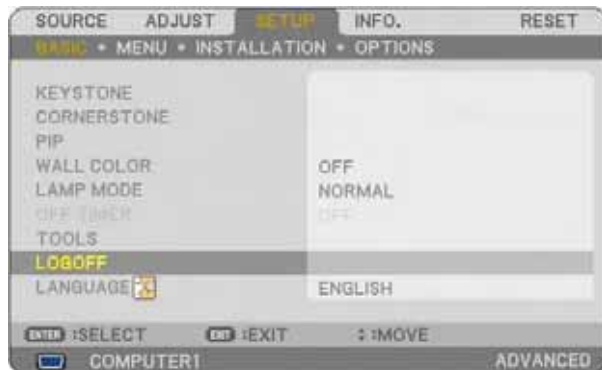 SOURCE ADJUST SETUP INFO. RESET
BASIC • MENU • INSTALLATION • OPTIONS
KEYSTONE
CORNERSTONE
PIP
WALL COLOR OFF
LAMP MODE NORMAL
OFF TIMER OFF
TOOLS
LOGOFF
LANGUAGE ENGLISH
ENTER :SELECT EXIT :EXIT ↕ :MOVE
COMPUTER1 ADVANCED